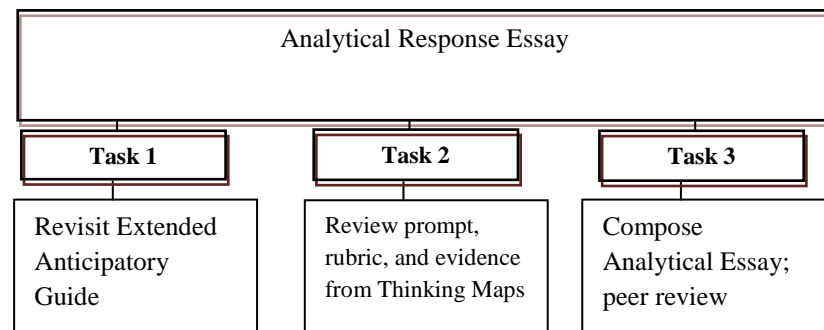 Analytical Response Essay
Task 1
Task 2
Task 3
Revisit Extended
Anticipatory
Guide
Review prompt,
rubric, and evidence
from Thinking Maps
Compose
Analytical Essay;
peer review